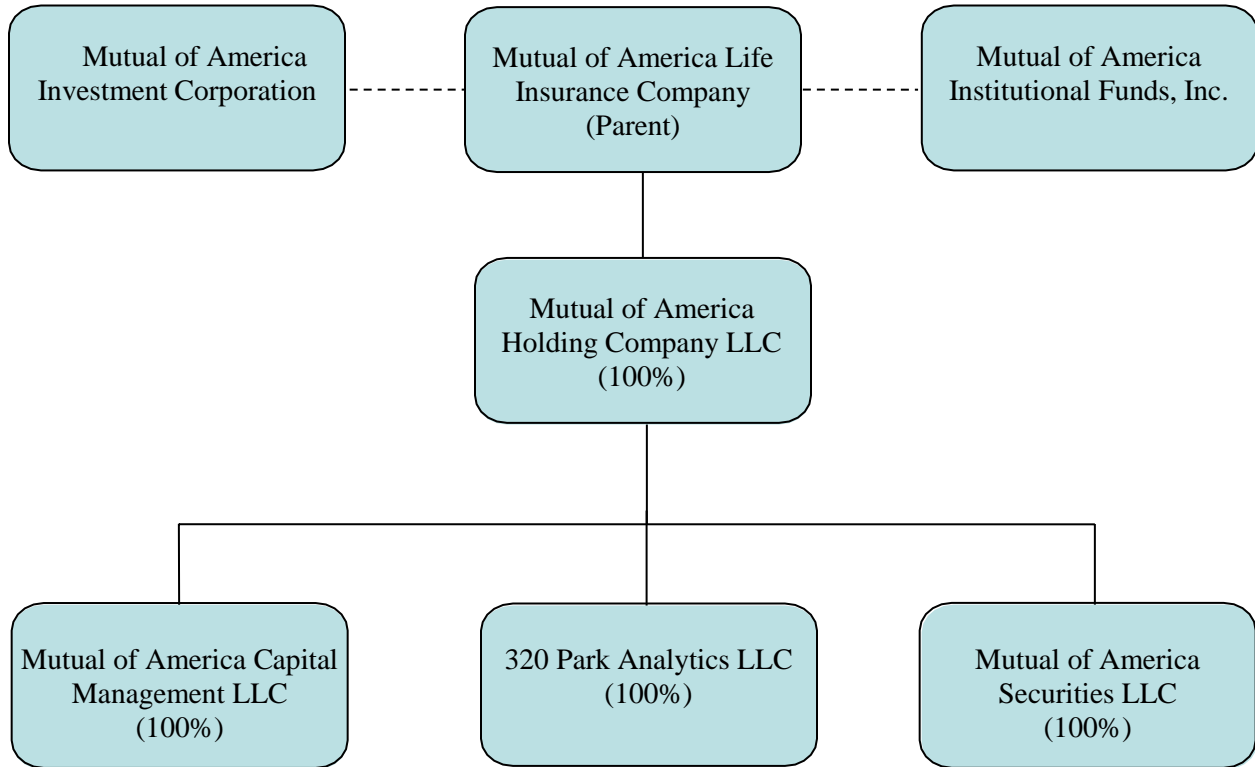 Mutual of America
Investment Corporation
Mutual of America Life
Insurance Company
(Parent)
Mutual of America
Institutional Funds, Inc.
Mutual of America
Holding Company LLC
(100%)
Mutual of America Capital
Management LLC
(100%)
320 Park Analytics LLC
(100%)
Mutual of America
Securities LLC
(100%)